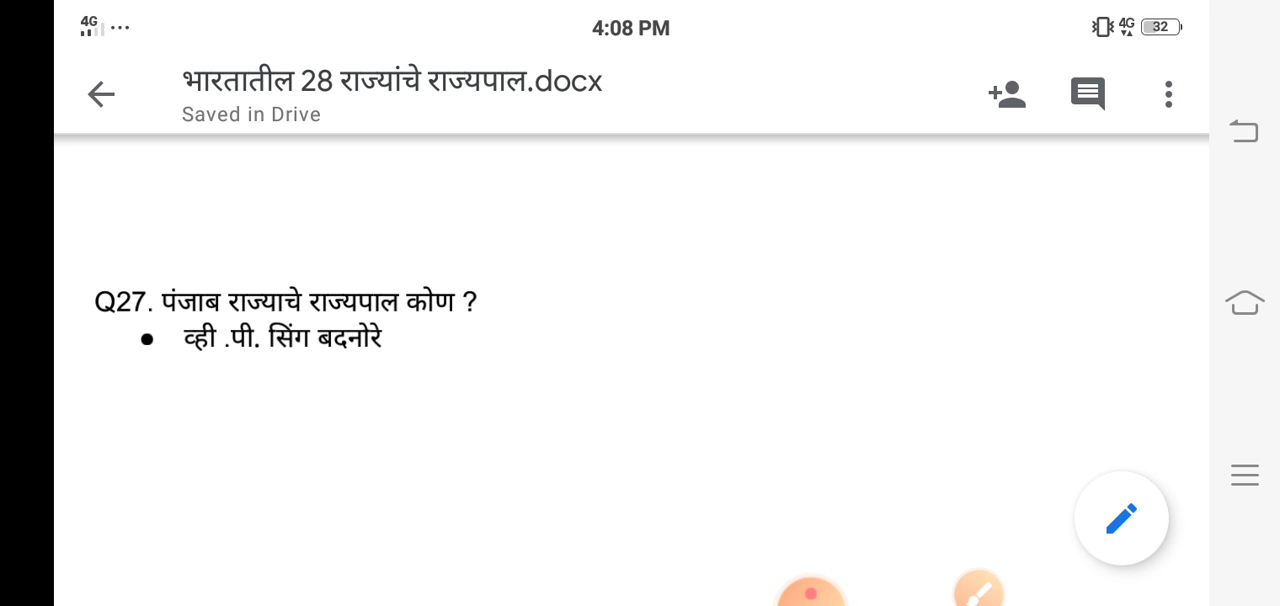 4G ... 4:08 PM 4G 32
भारतातील 28 राज्यांचे राज्यपाल.docx
Saved in Drive
Q27. पंजाब राज्याचे राज्यपाल कोण ?
• व्ही .पी. सिंग बदनोरे